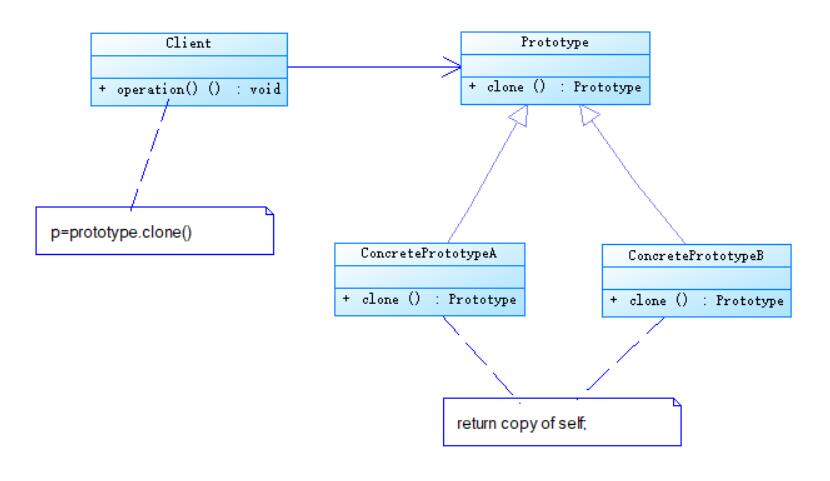 Client
+ operation() () : void
Prototype
+ clone () : Prototype
p=prototype.clone()
ConcretePrototypeA
+ clone () : Prototype
ConcretePrototypeB
+ clone () : Prototype
return copy of self;